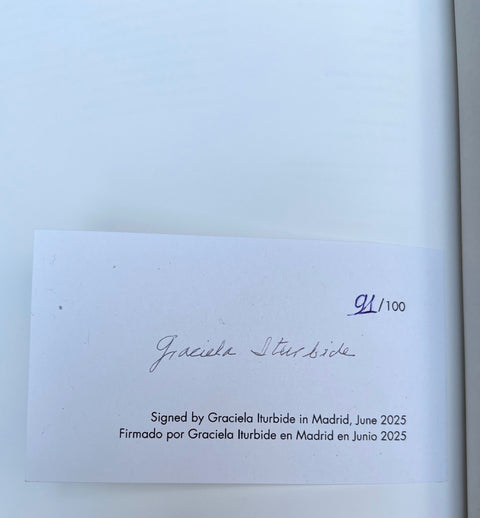 91/100
Graciela Iturbide
Signed by Graciela Iturbide in Madrid, June 2025
Firmado por Graciela Iturbide en Madrid en Junio 2025